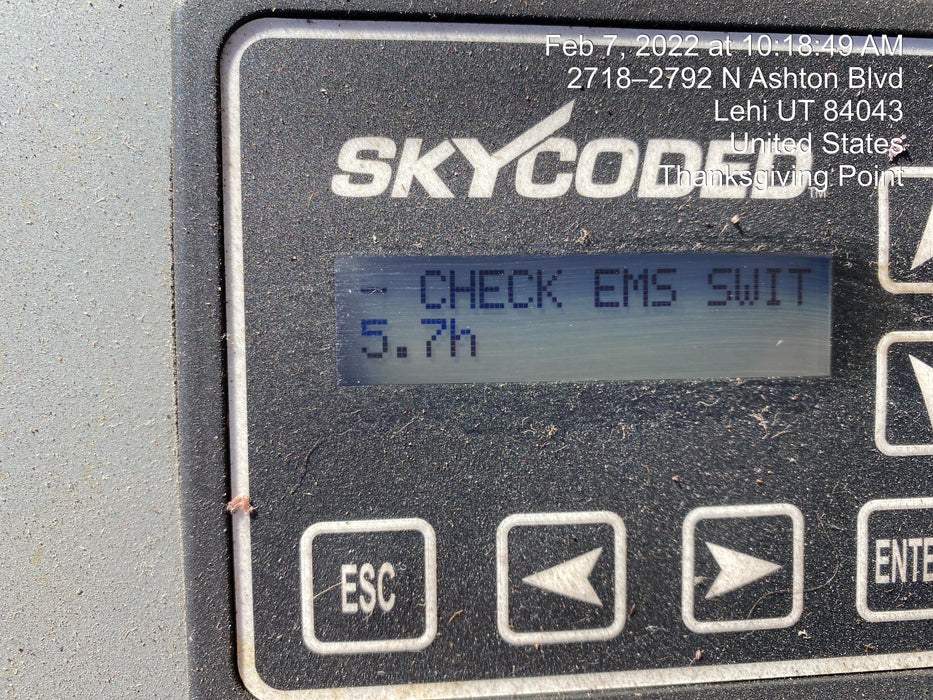 Feb 7, 2022 at 10:18:49 AM
2718–2792 N Ashton Blvd
Lehi UT 84043
United States
Thanksgiving Point
SKYCODED™
- CHECK EMS SWIT
5.7h
ESC
ENTE